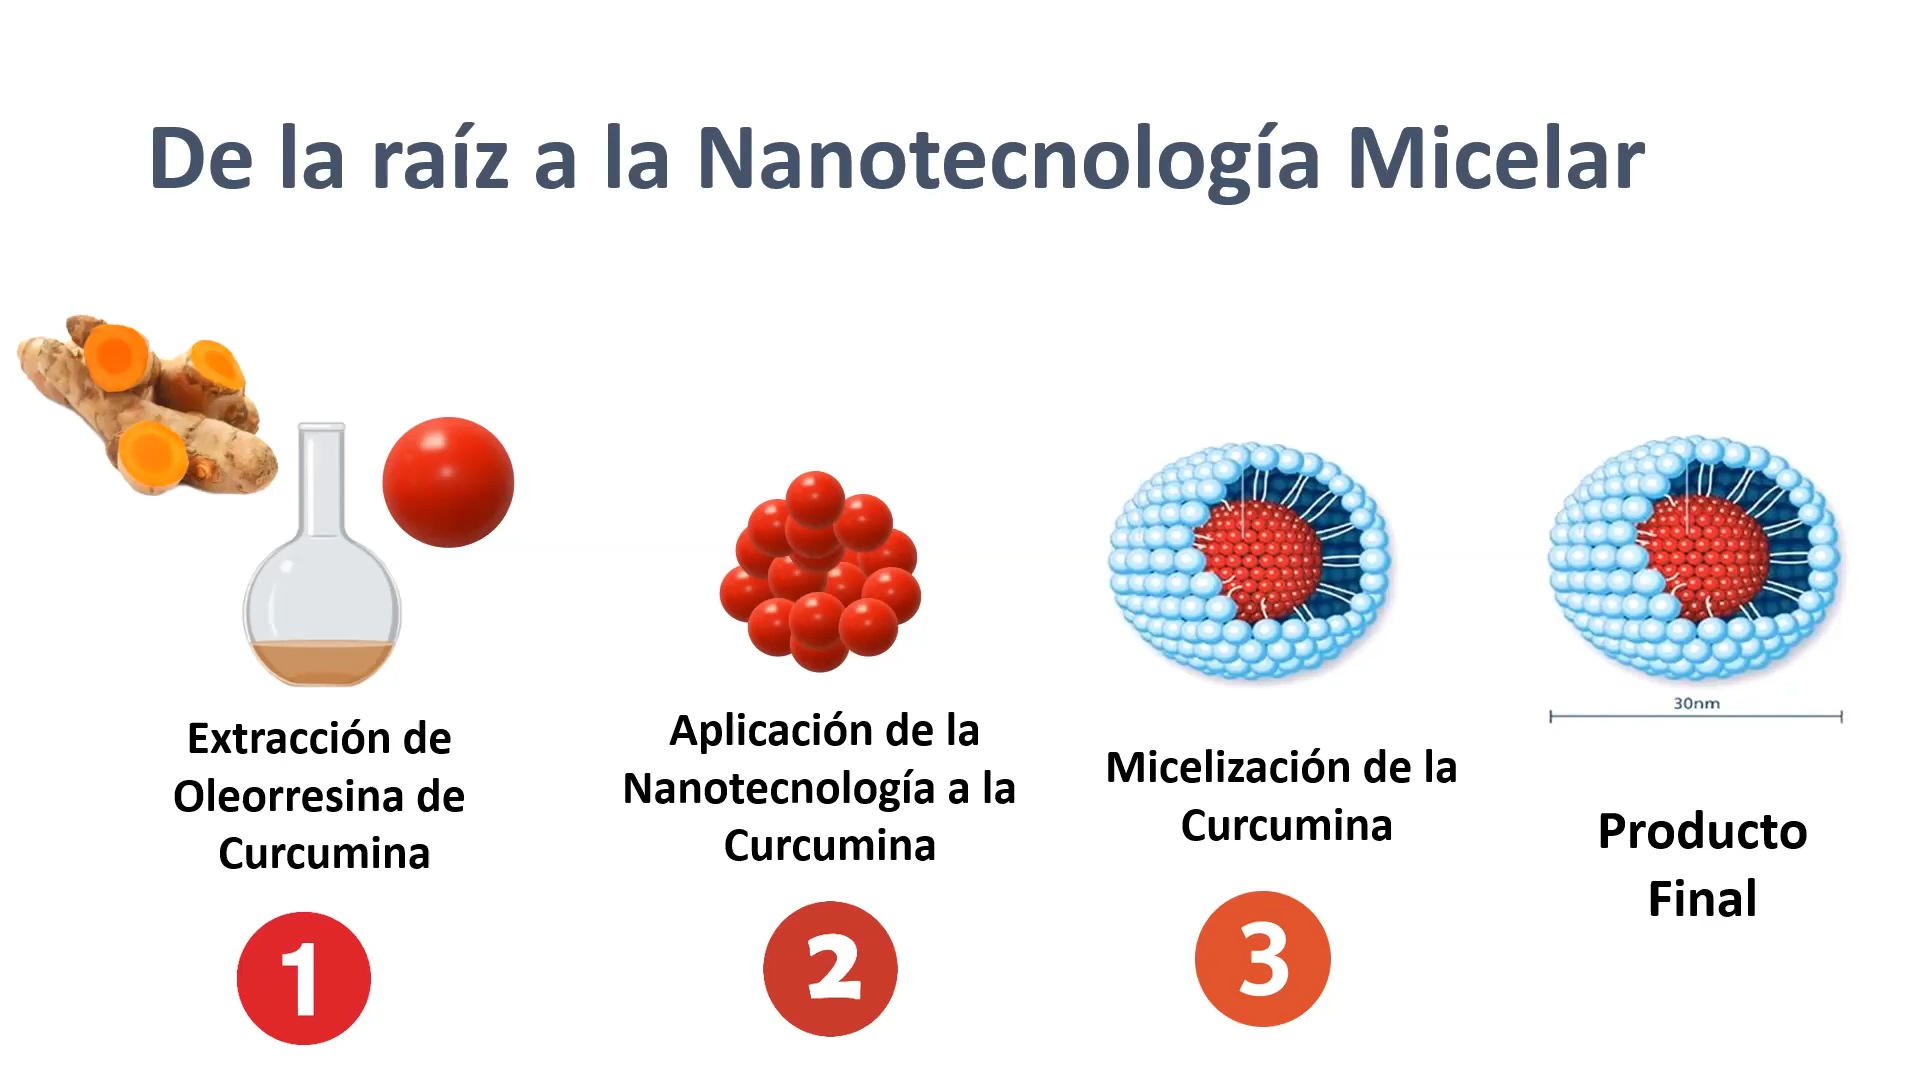 De la raíz a la Nanotecnología Micelar
Extracción de
Oleorresina de
Curcumina
1
Aplicación de la
Nanotecnología a la
Curcumina
2
Micelización de la
Curcumina
3
30nm
Producto
Final